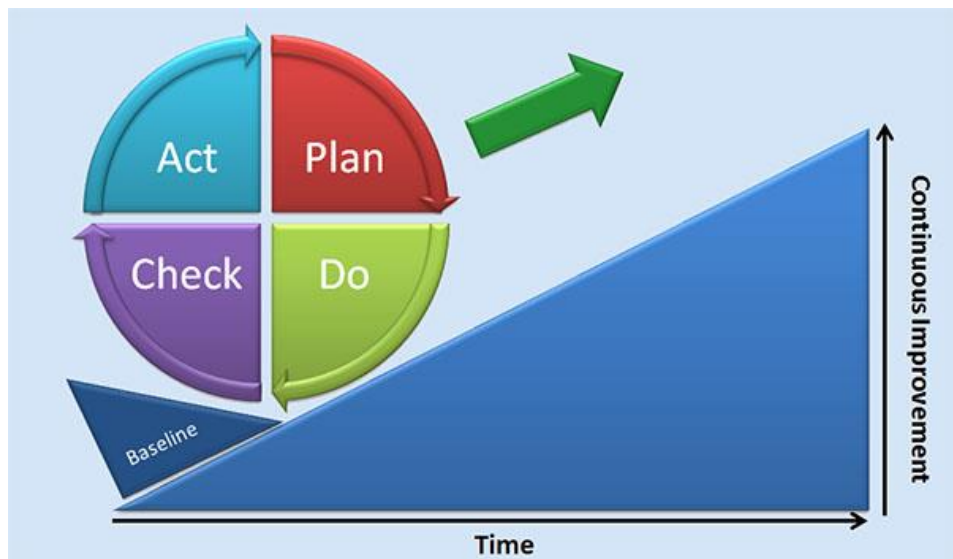 Act
Plan
Check
Do
Baseline
Continuous Improvement
Time